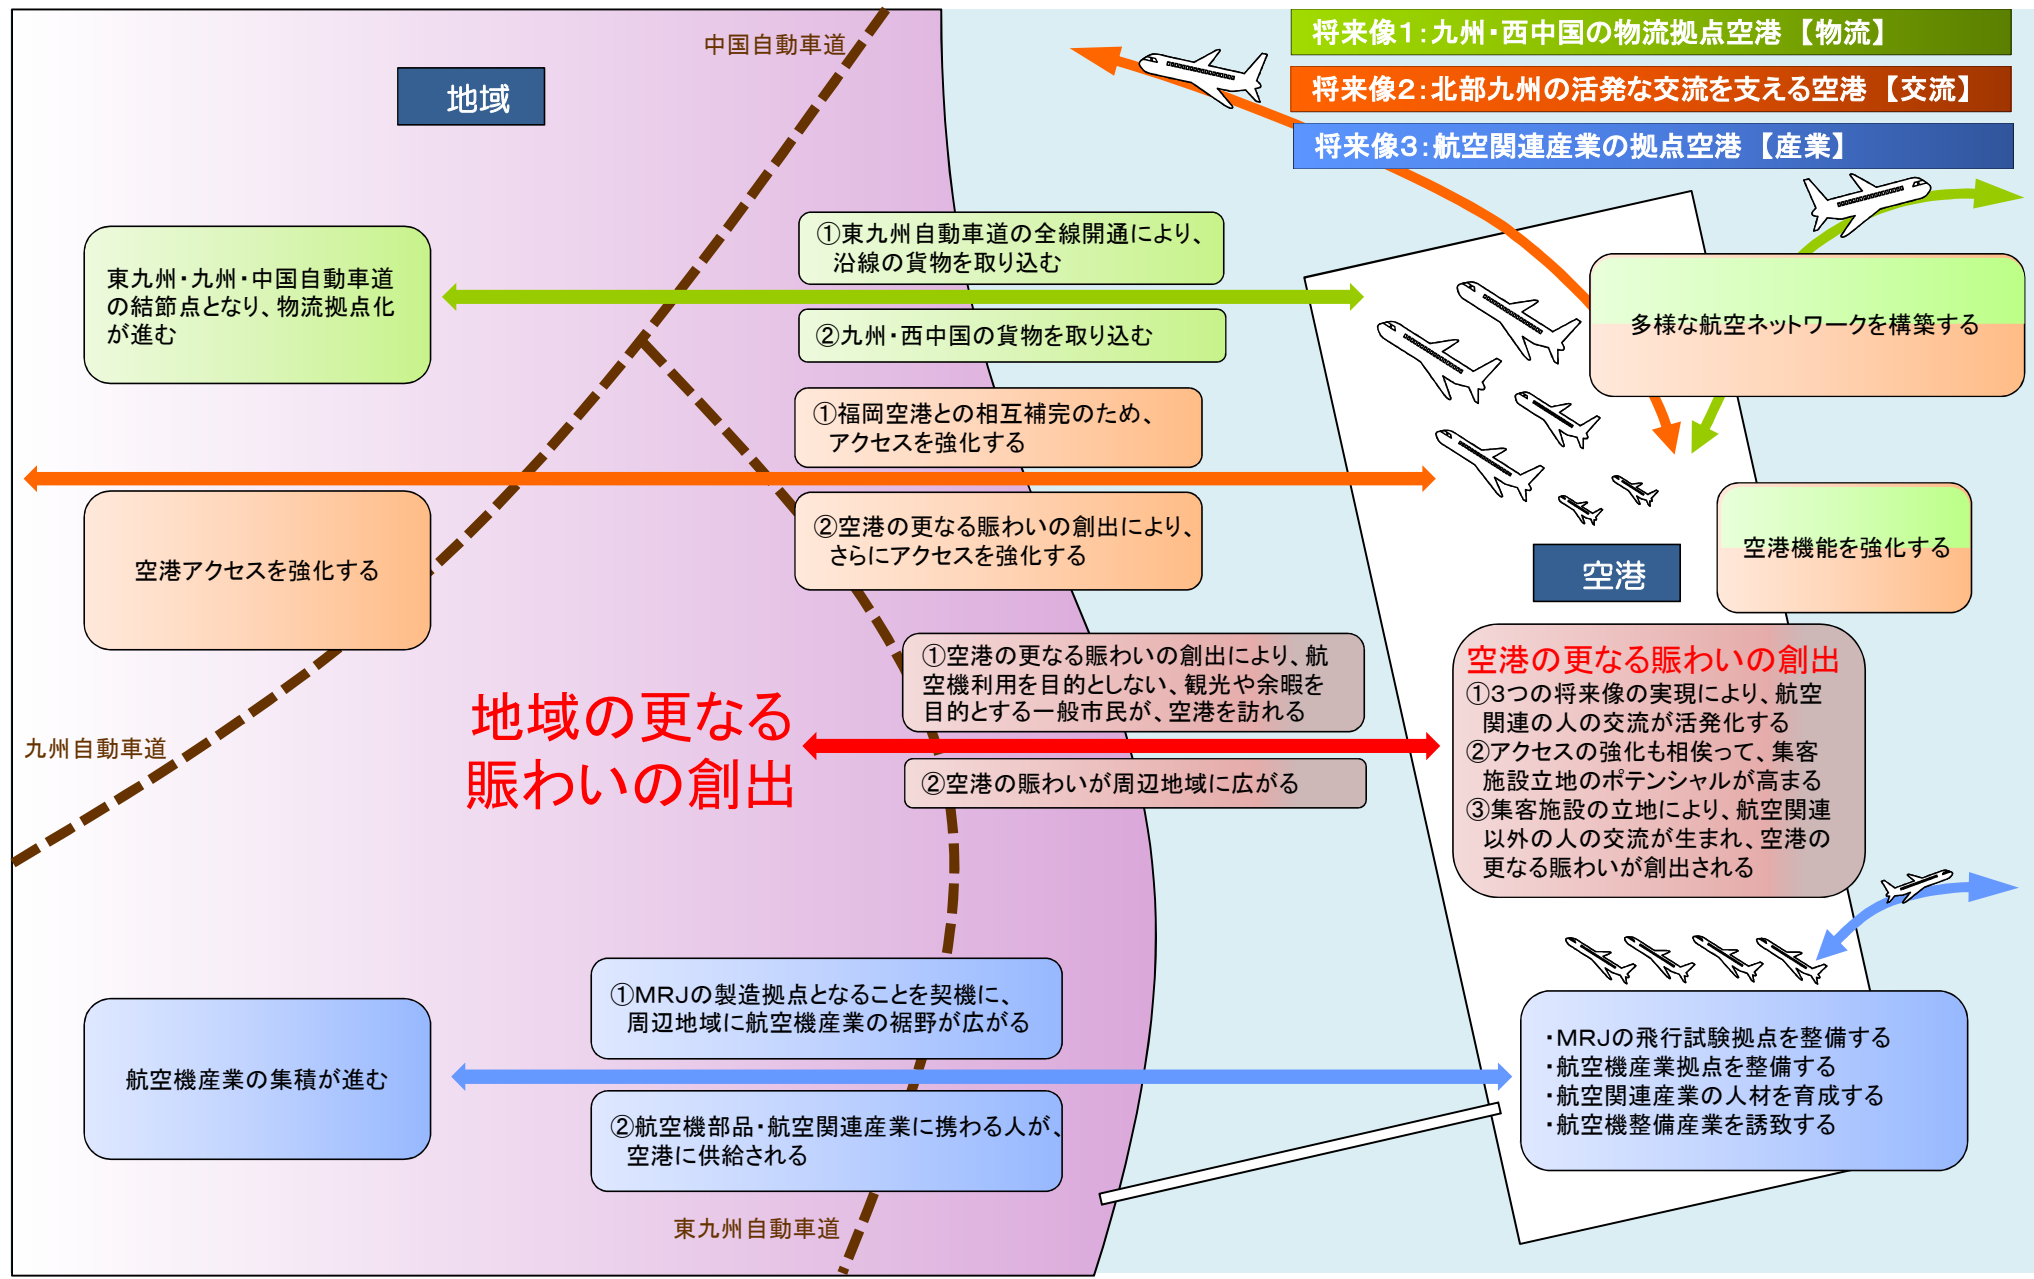 中国自動車道
地域
将来像1：九州・西中国の物流拠点空港 【物流】
将来像2：北部九州の活発な交流を支える空港 【交流】
将来像3：航空関連産業の拠点空港 【産業】
東九州・九州・中国自動車道
の結節点となり、物流拠点化
が進む
①東九州自動車道の全線開通により、
沿線の貨物を取り込む
②九州・西中国の貨物を取り込む
多様な航空ネットワークを構築する
①福岡空港との相互補完のため、
アクセスを強化する
②空港の更なる賑わいの創出により、
さらにアクセスを強化する
空港アクセスを強化する
空港機能を強化する
空港
①空港の更なる賑わいの創出により、航
空機利用を目的としない、観光や余暇を
目的とする一般市民が、空港を訪れる
②空港の賑わいが周辺地域に広がる
地域の更なる
賑わいの創出
九州自動車道
空港の更なる賑わいの創出
①3つの将来像の実現により、航空
関連の人の交流が活発化する
②アクセスの強化も相俟って、集客
施設立地のポテンシャルが高まる
③集客施設の立地により、航空関連
以外の人の交流が生まれ、空港の
更なる賑わいが創出される
①MRJの製造拠点となることを契機に、
周辺地域に航空機産業の裾野が広がる
航空機産業の集積が進む
②航空機部品・航空関連産業に携わる人が、
空港に供給される
・MRJの飛行試験拠点を整備する
・航空機産業拠点を整備する
・航空関連産業の人材を育成する
・航空機整備産業を誘致する
東九州自動車道